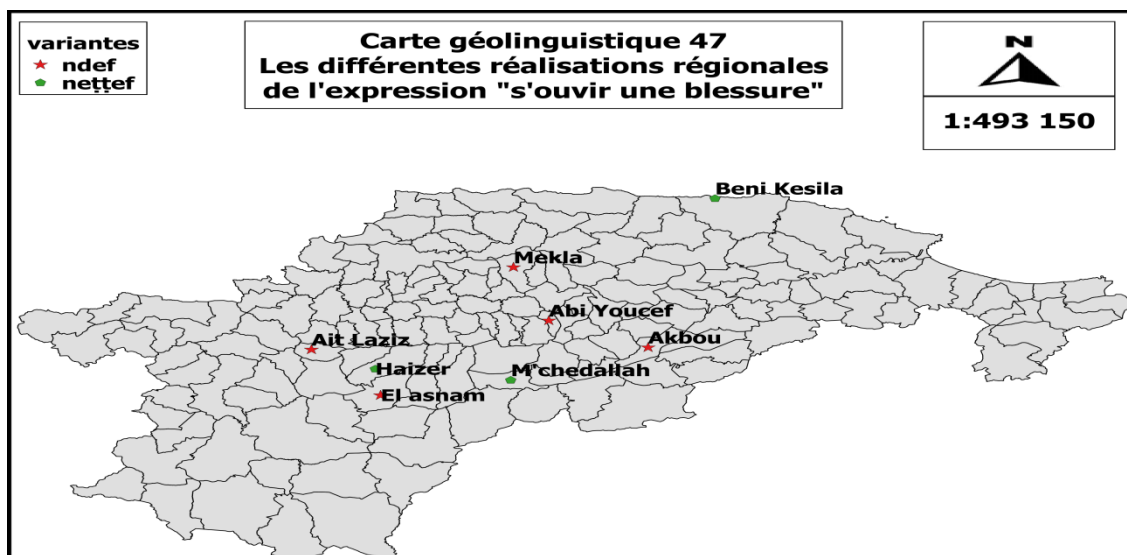 variantes
ndef
neṭṭef
Carte géolinguistique 47
Les différentes réalisations régionales
de l'expression "s'ouvir une blessure"
N
1:493 150
Beni Kesila
Mekla
Abi Youcef
Ait Laziz
Akbou
Haizer
M'chedallah
El asnam